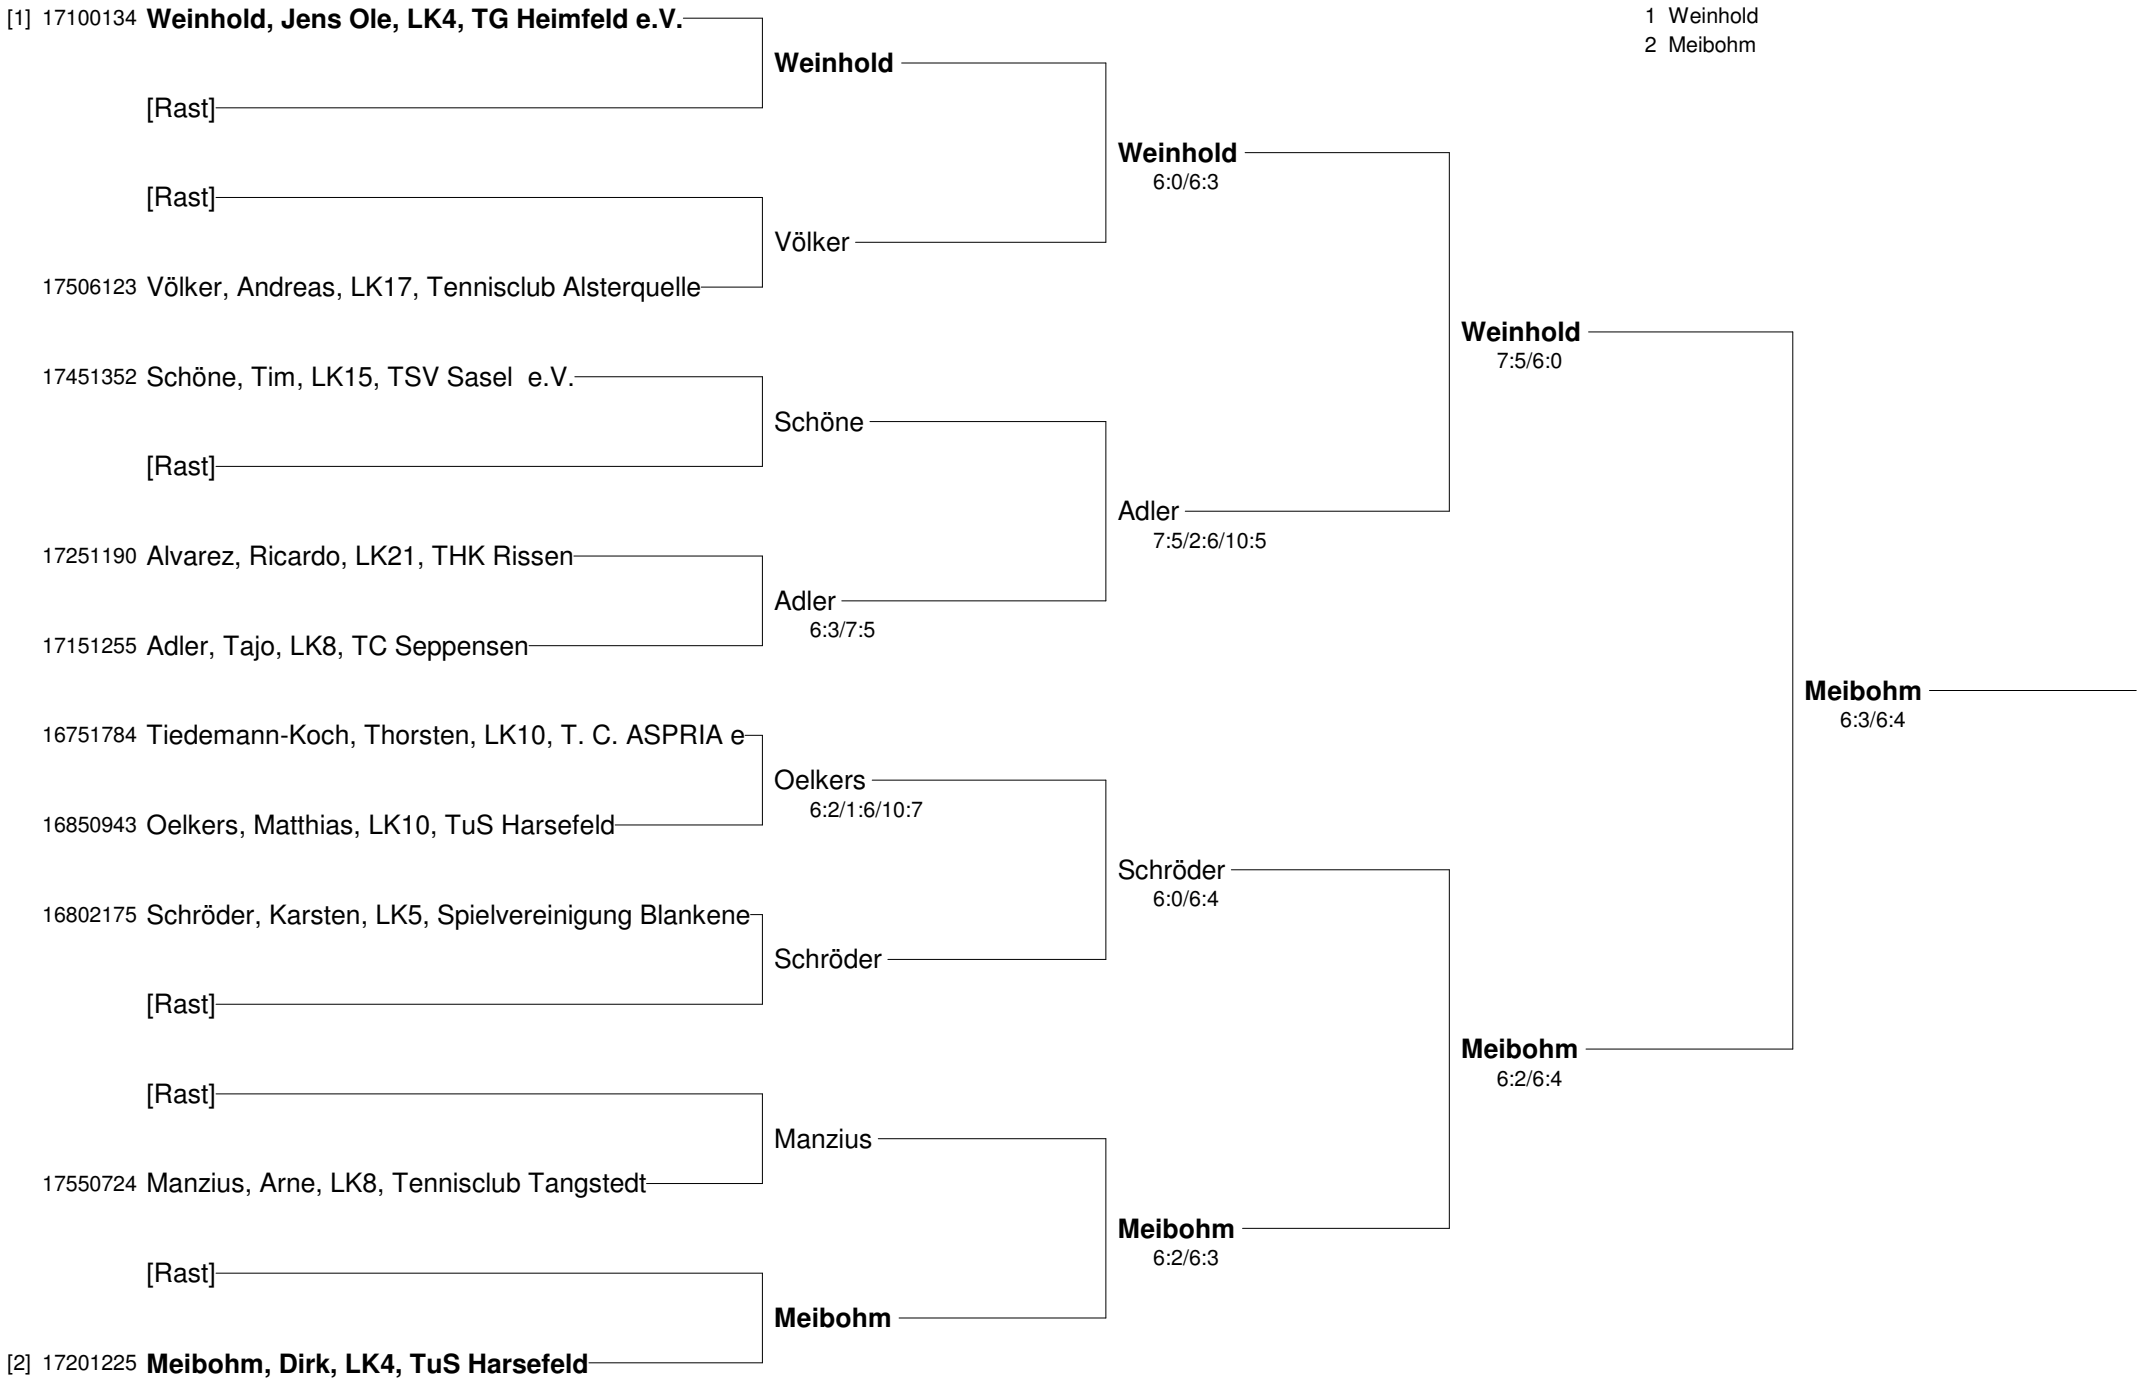 [1] 17100134 Weinhold, Jens Ole, LK4, TG Heimfeld e.V.
1 Weinhold
2 Meibohm
Weinhold
[Rast]
Weinhold
6:0/6:3
[Rast]
Völker
17506123 Völker, Andreas, LK17, Tennisclub Alsterquelle
Weinhold
7:5/6:0
17451352 Schöne, Tim, LK15, TSV Sasel e.V.
Schöne
[Rast]
Adler
7:5/2:6/10:5
17251190 Alvarez, Ricardo, LK21, THK Rissen
Adler
6:3/7:5
17151255 Adler, Tajo, LK8, TC Seppensen
Meibohm
6:3/6:4
16751784 Tiedemann-Koch, Thorsten, LK10, T. C. ASPRIA e
Oelkers
6:2/1:6/10:7
16850943 Oelkers, Matthias, LK10, TuS Harsefeld
Schröder
6:0/6:4
16802175 Schröder, Karsten, LK5, Spielvereinigung Blankene
Schröder
[Rast]
Meibohm
6:2/6:4
[Rast]
Manzius
17550724 Manzius, Arne, LK8, Tennisclub Tangstedt
Meibohm
6:2/6:3
[Rast]
Meibohm
[2] 17201225 Meibohm, Dirk, LK4, TuS Harsefeld